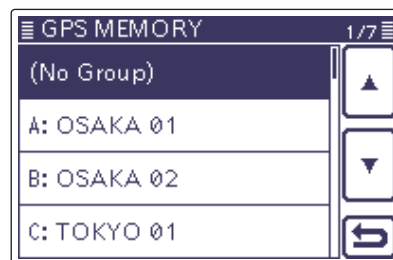 GPS MEMORY 1/7
(No Group)
A: OSAKA 01
B: OSAKA 02
C: TOKYO 01